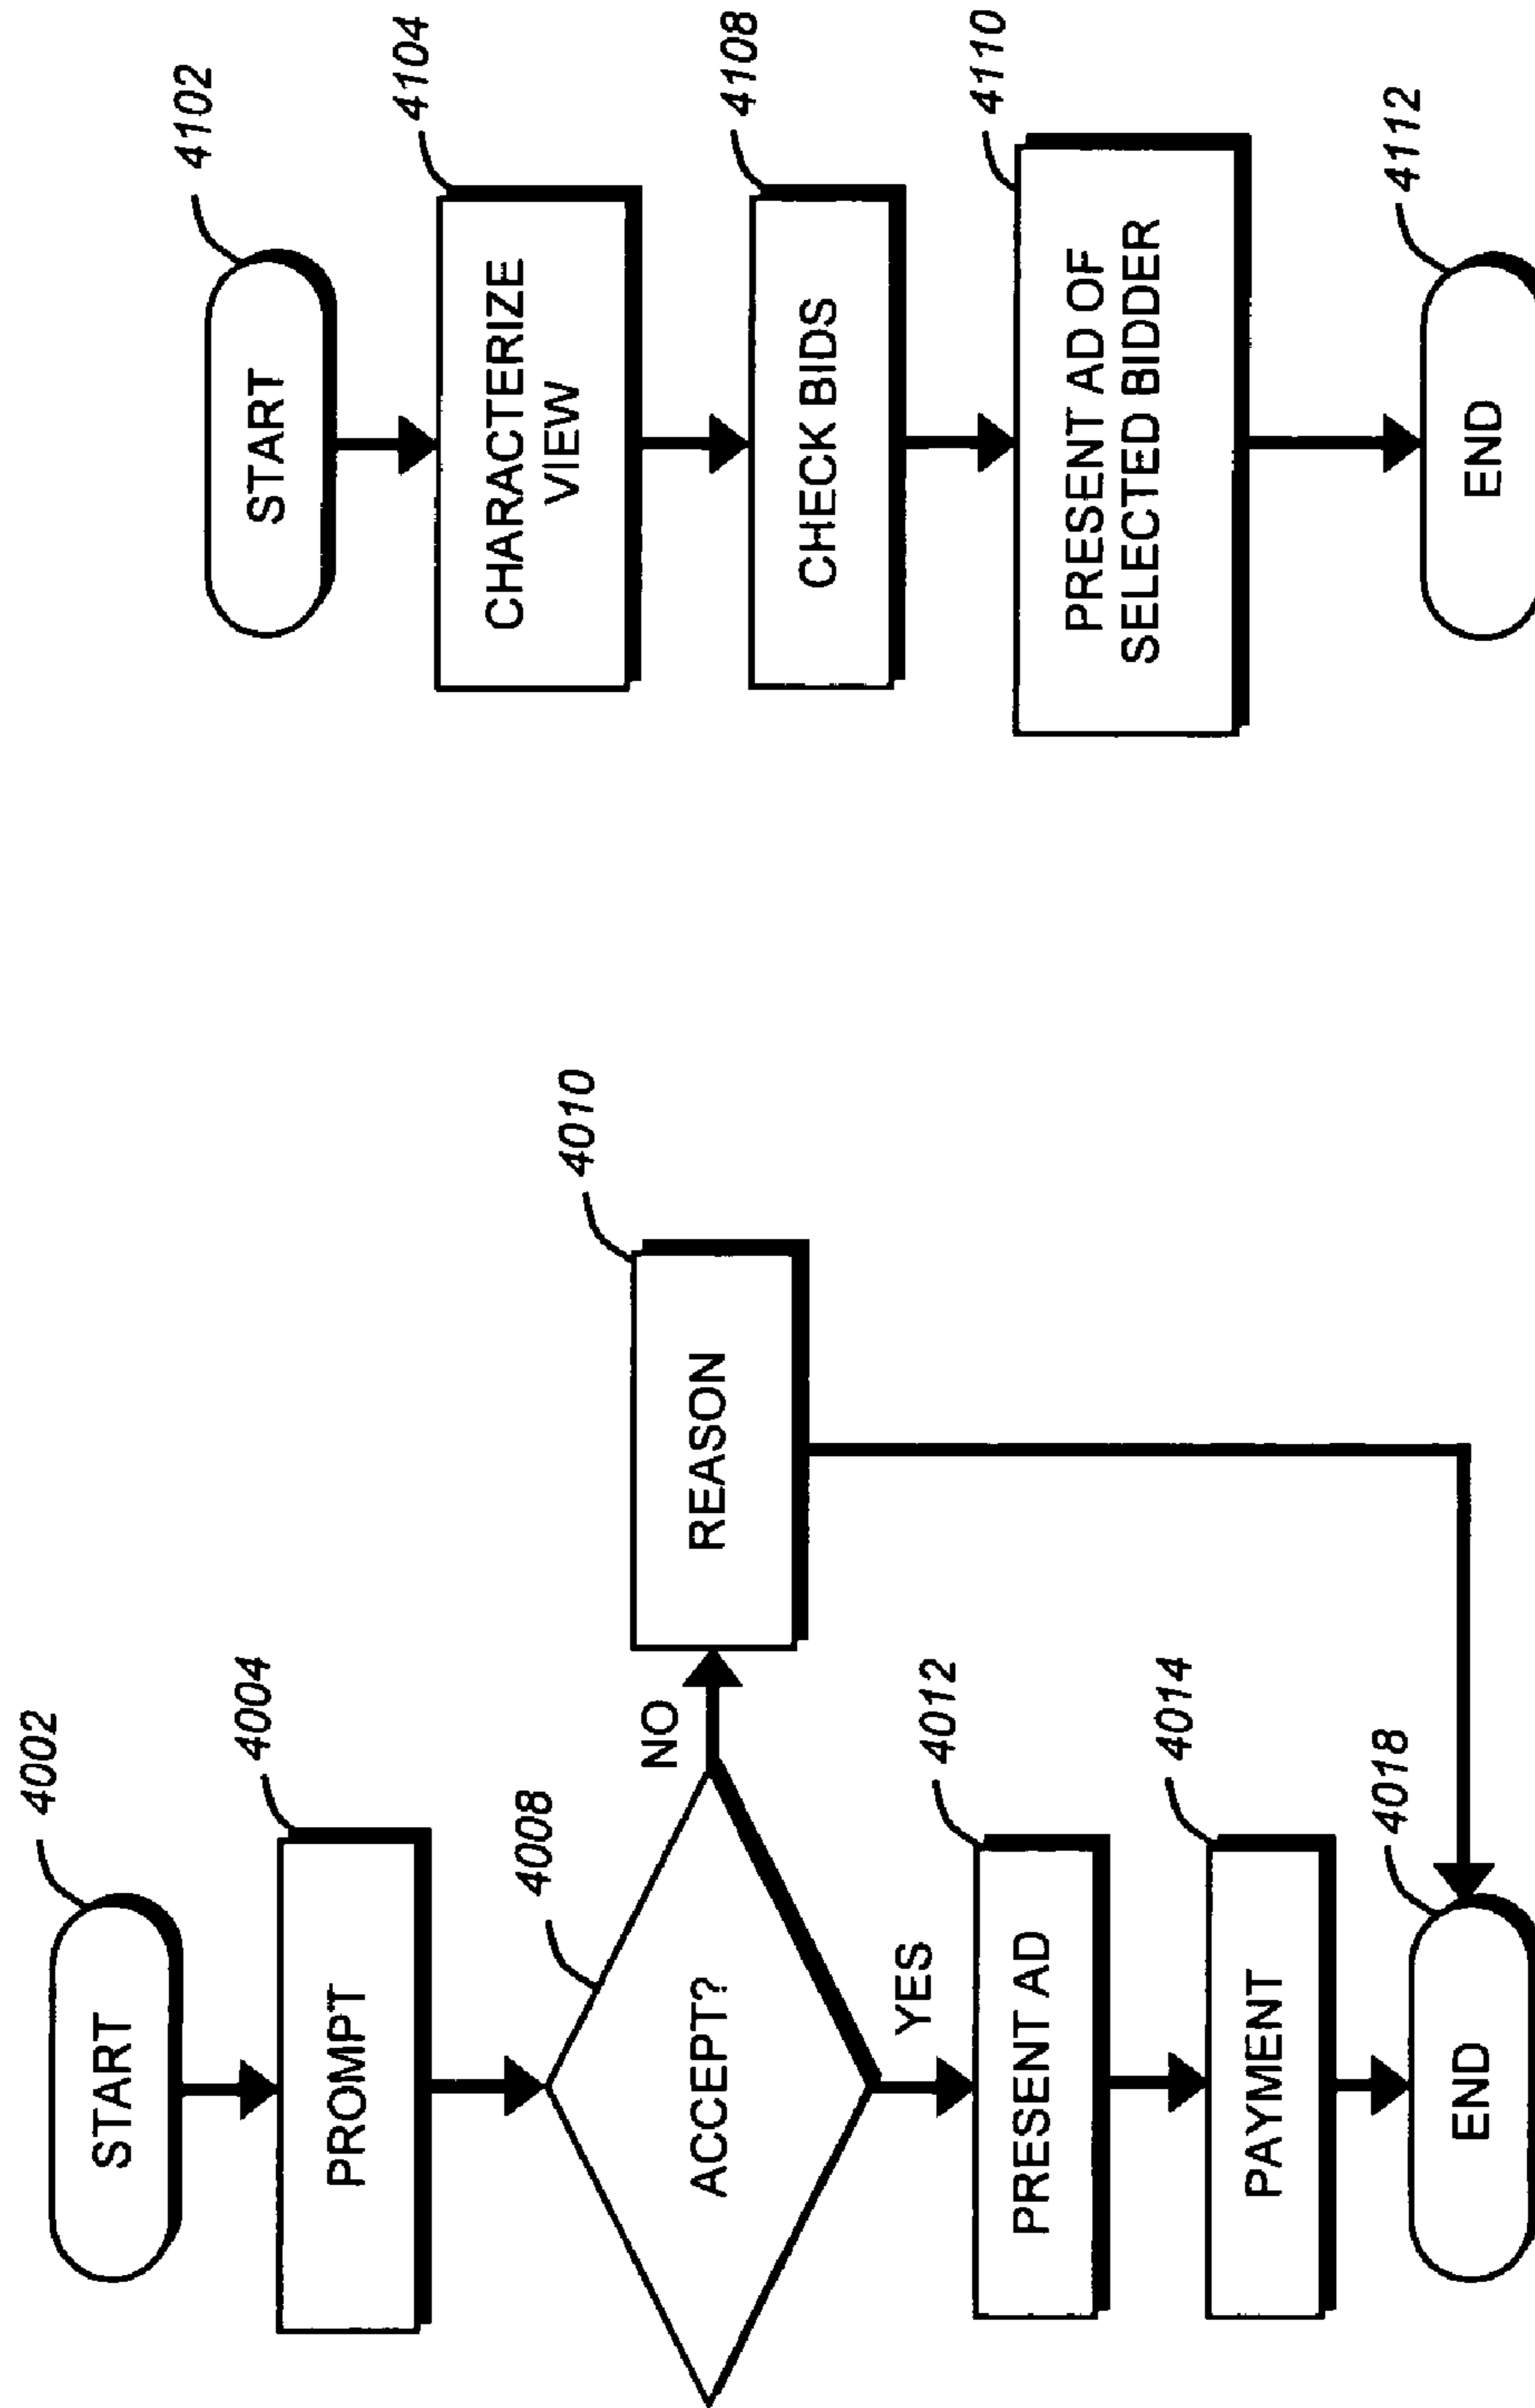 4002
START
4004
PROMPT
4008
ACCEPT?
NO
4010
REASON
YES
4012
PRESENT AD
4014
PAYMENT
4018
END
4102
START
4104
CHARACTERIZE
VIEW
4108
CHECK BIDS
4110
PRESENT AD OF
SELECTED BIDDER
4112
END